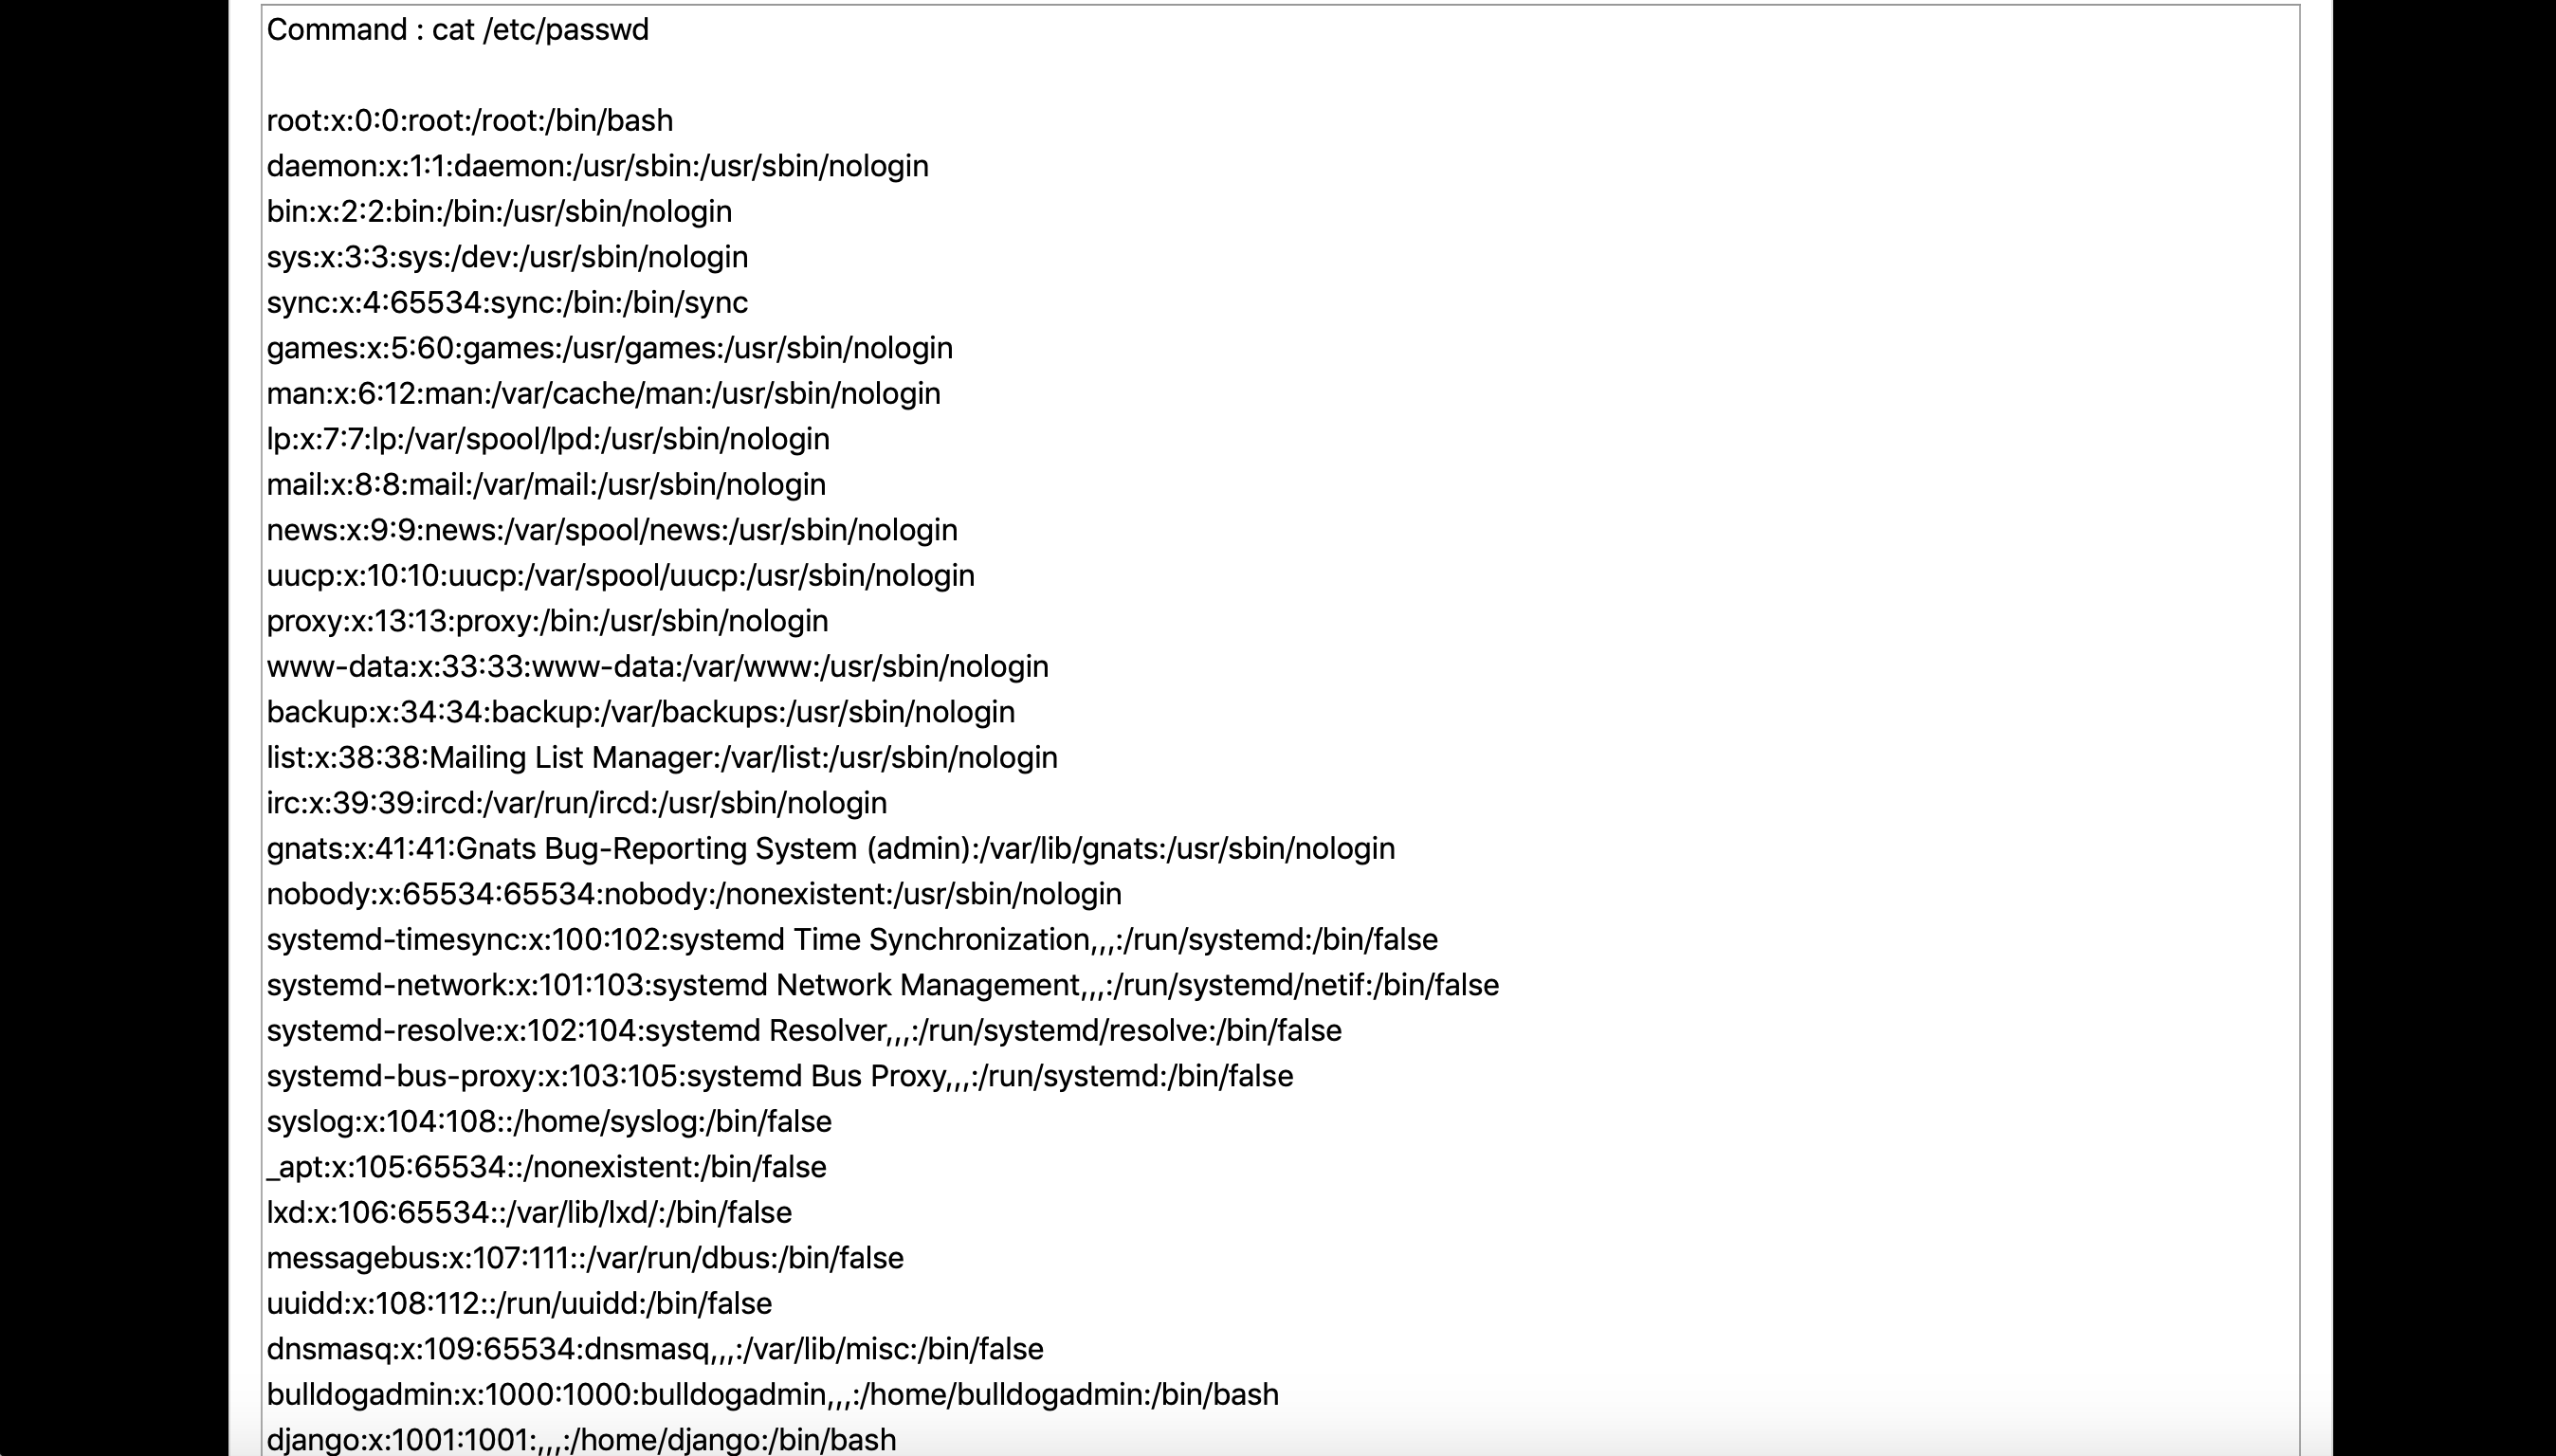 Command : cat /etc/passwd
root:x:0:0:root:/root:/bin/bash
daemon:x:1:1:daemon:/usr/sbin:/usr/sbin/nologin
bin:x:2:2:bin:/bin:/usr/sbin/nologin
sys:x:3:3:sys:/dev:/usr/sbin/nologin
sync:x:4:65534:sync:/bin:/bin/sync
games:x:5:60:games:/usr/games:/usr/sbin/nologin
man:x:6:12:man:/var/cache/man:/usr/sbin/nologin
lp:x:7:7:lp:/var/spool/lpd:/usr/sbin/nologin
mail:x:8:8:mail:/var/mail:/usr/sbin/nologin
news:x:9:9:news:/var/spool/news:/usr/sbin/nologin
uucp:x:10:10:uucp:/var/spool/uucp:/usr/sbin/nologin
proxy:x:13:13:proxy:/bin:/usr/sbin/nologin
www-data:x:33:33:www-data:/var/www:/usr/sbin/nologin
backup:x:34:34:backup:/var/backups:/usr/sbin/nologin
list:x:38:38:Mailing List Manager:/var/list:/usr/sbin/nologin
irc:x:39:39:ircd:/var/run/ircd:/usr/sbin/nologin
gnats:x:41:41:Gnats Bug-Reporting System (admin):/var/lib/gnats:/usr/sbin/nologin
nobody:x:65534:65534:nobody:/nonexistent:/usr/sbin/nologin
systemd-timesync:x:100:102:systemd Time Synchronization,,,:/run/systemd:/bin/false
systemd-network:x:101:103:systemd Network Management,,,:/run/systemd/netif:/bin/false
systemd-resolve:x:102:104:systemd Resolver,,,:/run/systemd/resolve:/bin/false
systemd-bus-proxy:x:103:105:systemd Bus Proxy,,,:/run/systemd:/bin/false
syslog:x:104:108::/home/syslog:/bin/false
_apt:x:105:65534::/nonexistent:/bin/false
lxd:x:106:65534::/var/lib/lxd/:/bin/false
messagebus:x:107:111::/var/run/dbus:/bin/false
uuidd:x:108:112::/run/uuidd:/bin/false
dnsmasq:x:109:65534:dnsmasq,,,:/var/lib/misc:/bin/false
bulldogadmin:x:1000:1000:bulldogadmin,,,:/home/bulldogadmin:/bin/bash
django:x:1001:1001:,,,:/home/django:/bin/bash